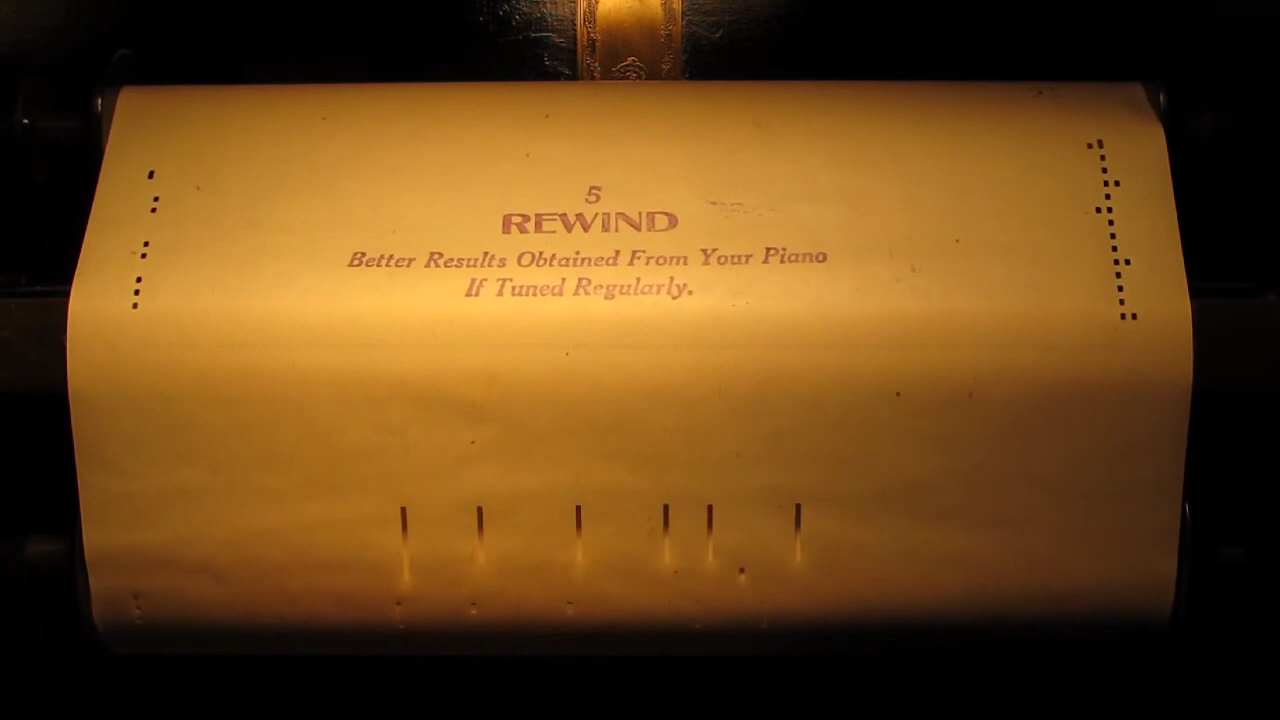 5
REWIND
Better Results Obtained From Your Piano
If Tuned Regularly.